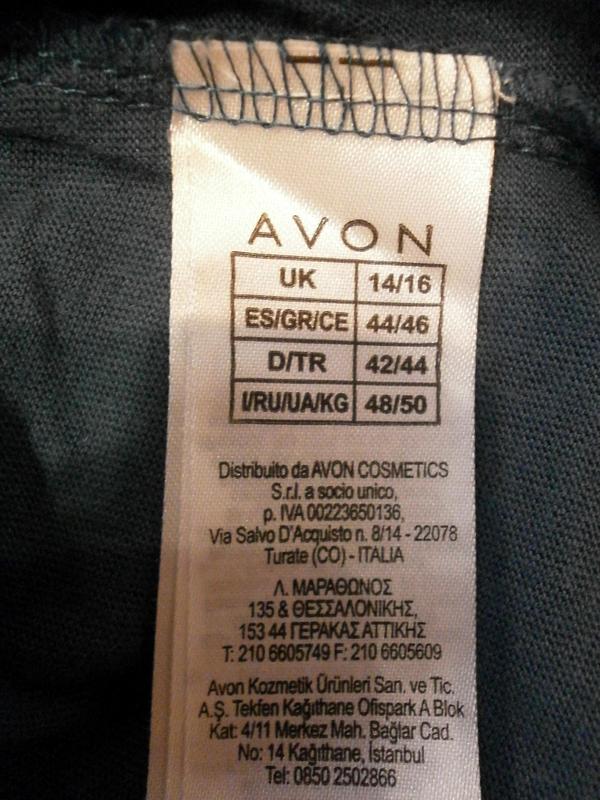 AVON
UK 14/16
ES/GR/CE 44/46
D/TR 42/44
I/RU/UA/KG 48/50
Distribuito da AVON COSMETICS
S.r.l. a socio unico,
p. IVA 00223650136,
Via Salvo D'Acquisto n. 8/14 - 22078
Turate (CO) - ITALIA
Λ. ΜΑΡΑΘΩΝΟΣ
135 & ΘΕΣΣΑΛΟΝΙΚΗΣ,
153 44 ΓΕΡΑΚΑΣ ΑΤΤΙΚΗΣ
T: 210 6605749 F: 210 6605609
Avon Kozmetik Ürünleri San. ve Tic.
A.Ş. Tekfen Kağıthane Ofispark A Blok
Kat: 4/11 Merkez Mah. Bağlar Cad.
No: 14 Kağıthane, İstanbul
Tel: 0850 2502866